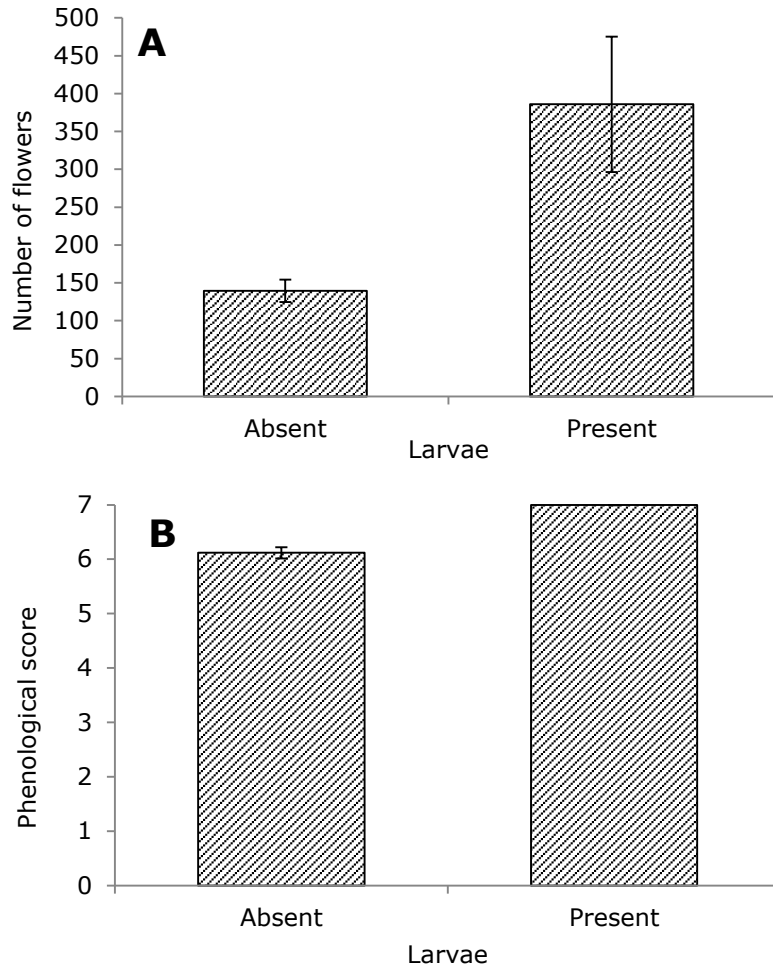 A
Number of flowers
500
450
400
350
300
250
200
150
100
50
0
Absent Present
Larvae
B
Phenological score
7
6
5
4
3
2
1
0
Absent Present
Larvae